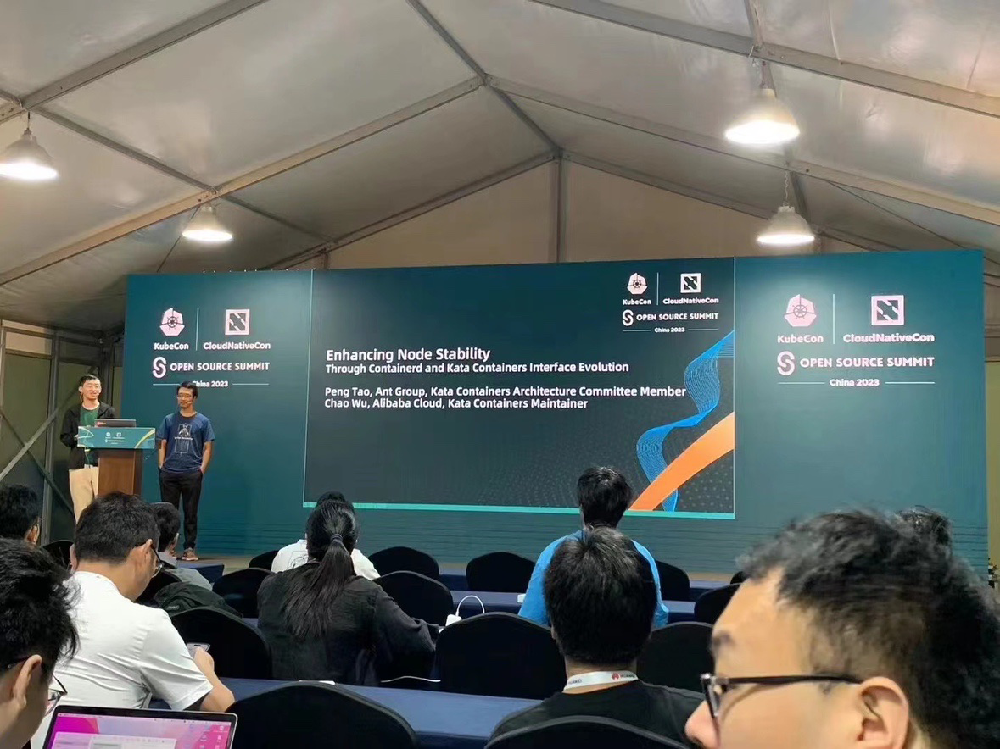 KubeCon
CloudNativeCon
OPEN SOURCE SUMMIT
China 2023
Enhancing Node Stability
Through Containerd and Kata Containers Interface Evolution
Peng Tao, Ant Group, Kata Containers Architecture Committee Member
Chao Wu, Alibaba Cloud, Kata Containers Maintainer
KubeCon
CloudNativeCon
OPEN SOURCE SUMMIT
China 2023
KubeCon
CloudNativeCon
OPEN SOURCE SUMMIT
China 2023